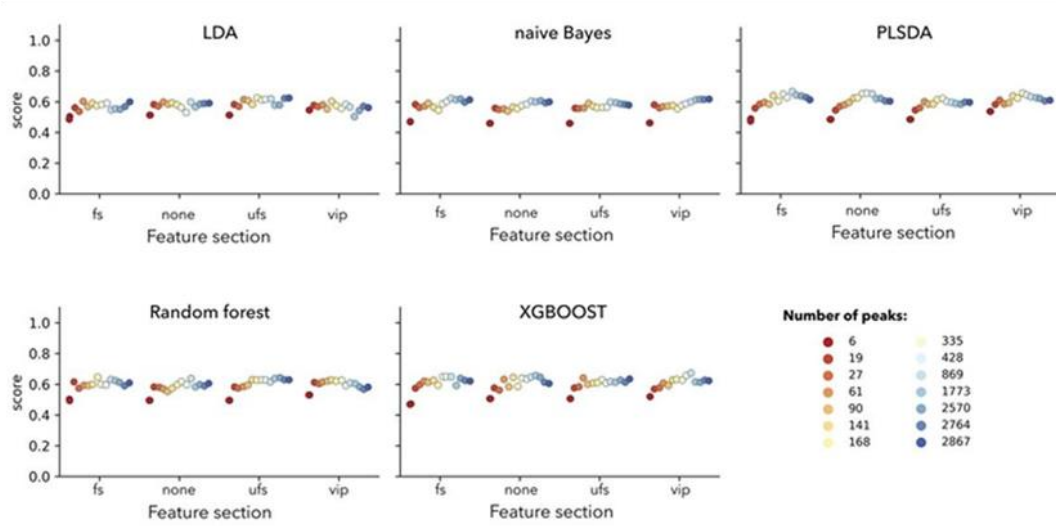 LDA
naive Bayes
PLSDA
1.0
0.8
0.6
0.4
0.2
0.0
score
fs none ufs vip
fs none ufs vip
fs none ufs vip
Feature section
Feature section
Feature section
Random forest
XGBOOST
1.0
0.8
0.6
0.4
0.2
0.0
score
fs none ufs vip
fs none ufs vip
Feature section
Feature section
Number of peaks:
6 335
19 428
27 869
61 1773
90 2570
141 2764
168 2867